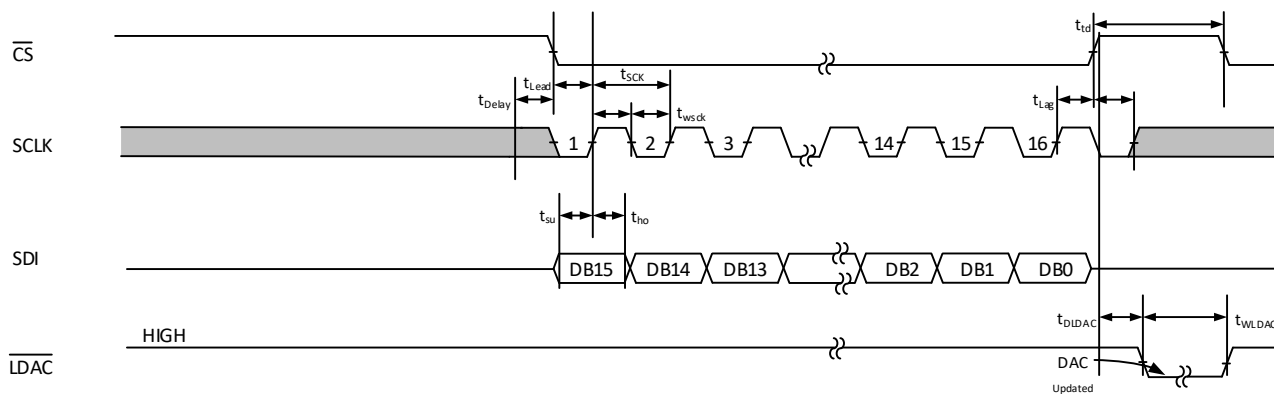 t_td
CS
t_Lead
t_SCK
t_Delay
t_wsck
t_Lag
SCLK
1 2 3 14 15 16
t_su
t_ho
SDI
DB15 DB14 DB13 DB2 DB1 DB0
HIGH
t_DLDAC
t_WLDAC
LDAC
DAC
Updated